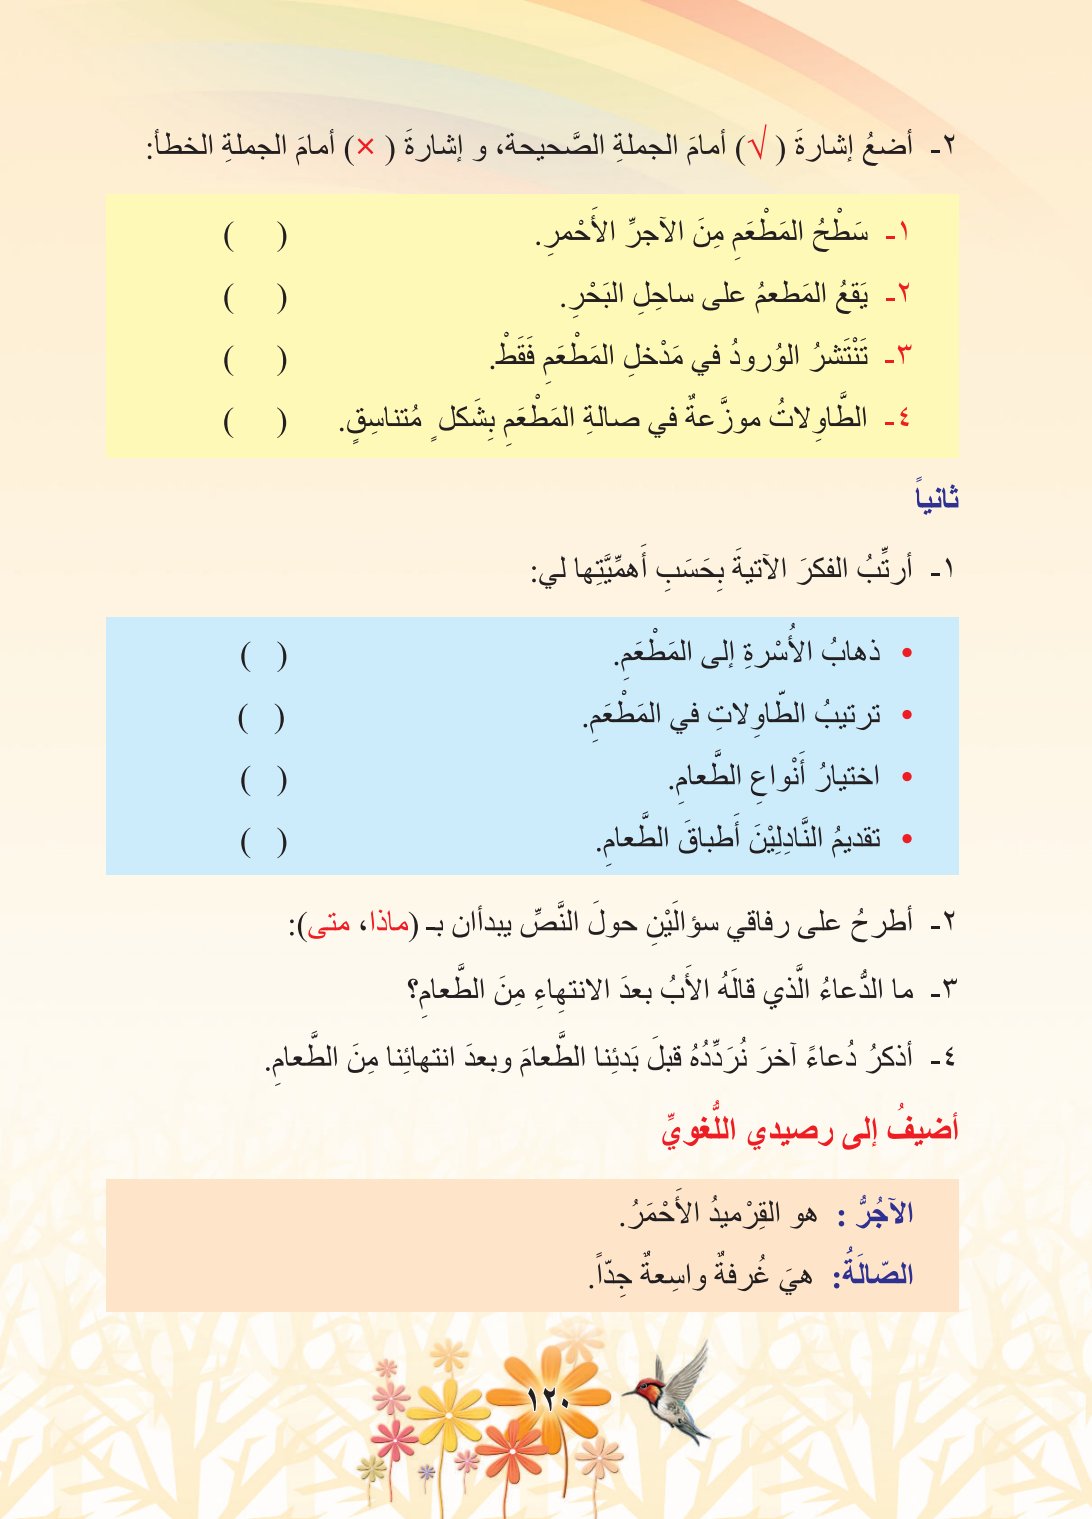 ٢- أضعُ إشارةَ (√) أمامَ الجملةِ الصَّحيحة، و إشارةَ (×) أمامَ الجملةِ الخطأ:
١- سَطْحُ المَطْعَمِ مِنَ الآجرِّ الأَحْمرِ. ( )
٢- يَقعُ المَطعمُ على ساحِلِ البَحْرِ. ( )
٣- تَنْتَشرُ الوُرودُ في مَدْخلِ المَطْعَمِ فَقَطْ. ( )
٤- الطَّاوِلاتُ موزَّعةٌ في صالةِ المَطْعَمِ بِشَكلٍ مُتناسِقٍ. ( )
ثانياً
١- أرتِّبُ الفكرَ الآتيةَ بِحَسَبِ أَهمِّيَّتِها لي:
• ذهابُ الأُسْرةِ إلى المَطْعَمِ. ( )
• ترتيبُ الطّاوِلاتِ في المَطْعَمِ. ( )
• اختيارُ أَنْواعِ الطَّعامِ. ( )
• تقديمُ النَّادِلِيْنَ أَطباقَ الطَّعامِ. ( )
٢- أطرحُ على رفاقي سؤالَيْنِ حولَ النَّصِّ يبدأان بـ (ماذا، متى):
٣- ما الدُّعاءُ الَّذي قالَهُ الأَبُ بعدَ الانتهاءِ مِنَ الطَّعامِ؟
٤- أذكرُ دُعاءً آخرَ نُرَدِّدُهُ قبلَ بَدئِنا الطَّعامَ وبعدَ انتهائِنا مِنَ الطَّعامِ.
أضيفُ إلى رصيدي اللُّغويِّ
الآجُرُّ : هو القِرْميدُ الأَحْمَرُ.
الصّالَةُ: هيَ غُرفةٌ واسِعةٌ جِدّاً.
١٢٠